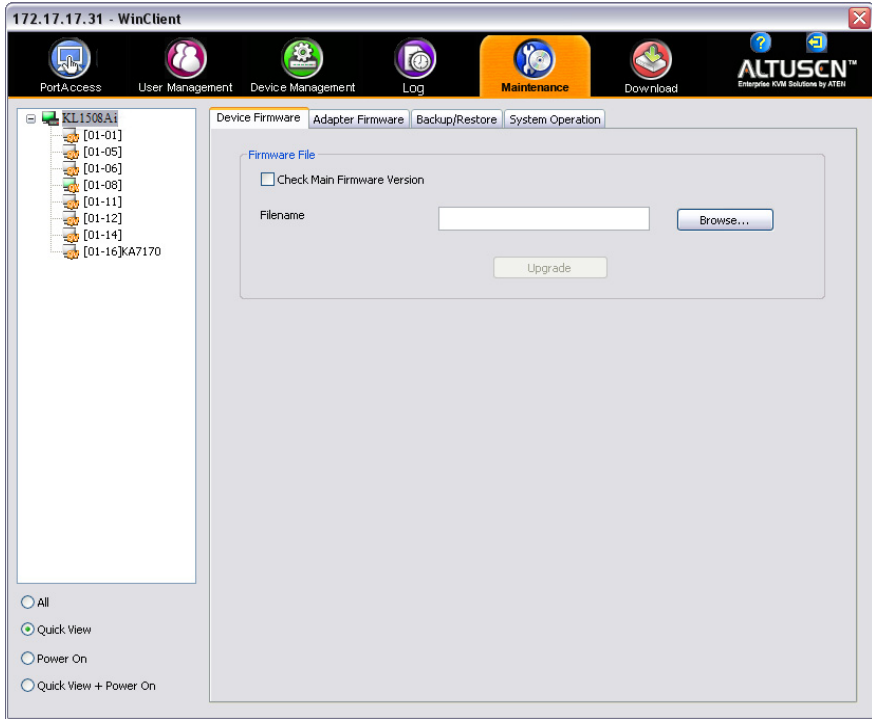 172.17.17.31 - WinClient
PortAccess
User Management
Device Management
Log
Maintenance
Download
ALTUSCN™
Enterprise KVM Solutions by ATEN
KL1508Ai
[01-01]
[01-05]
[01-06]
[01-08]
[01-11]
[01-12]
[01-14]
[01-16]KA7170
All
Quick View
Power On
Quick View + Power On
Device Firmware
Adapter Firmware
Backup/Restore
System Operation
Firmware File
Check Main Firmware Version
Filename
Browse...
Upgrade